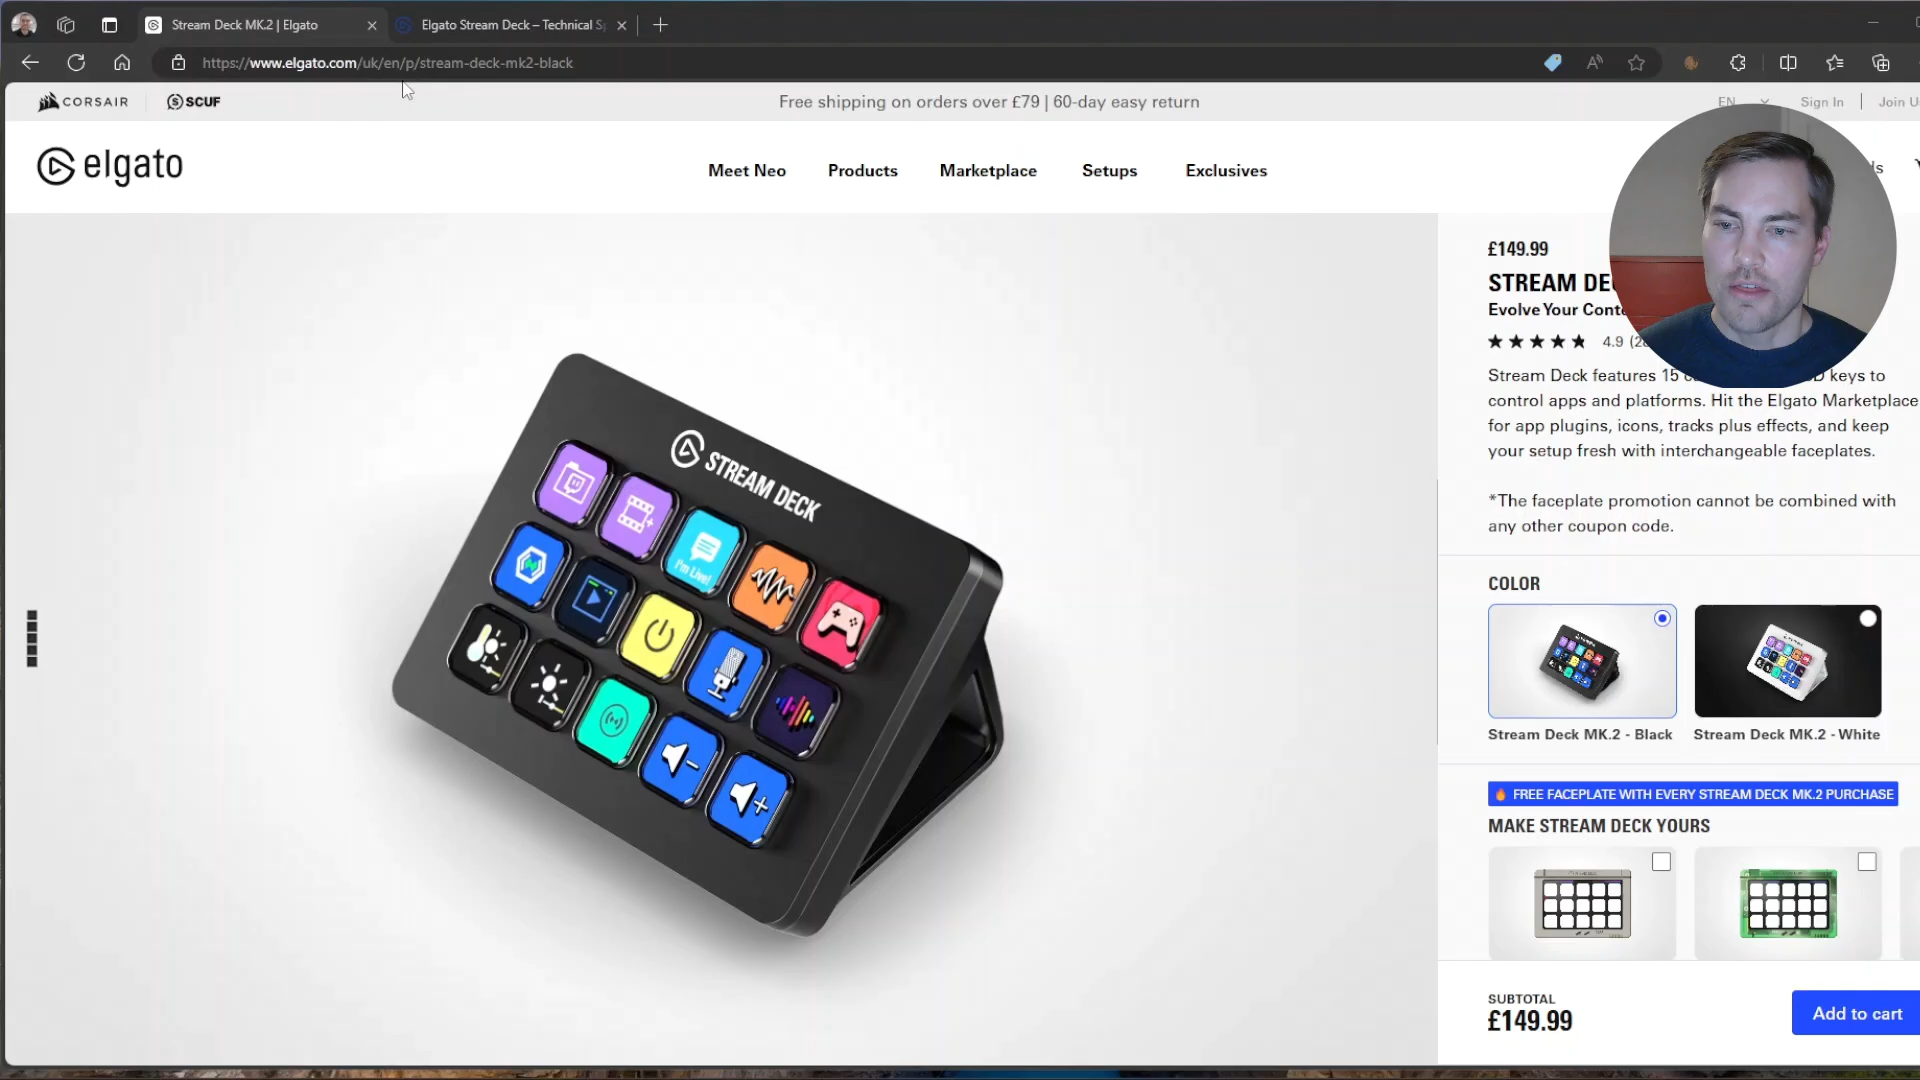 Stream Deck MK.2 | Elgato
Elgato Stream Deck – Technical S
https://www.elgato.com/uk/en/p/stream-deck-mk2-black
CORSAIR
SCUF
Free shipping on orders over £79 | 60-day easy return
EN
Sign In
Join
elgato
Meet Neo
Products
Marketplace
Setups
Exclusives
STREAM DECK
I'm Live!
£149.99
STREAM
Evolve Your
4.9
Stream Deck features 15 keys to
control apps and platforms. Hit the Elgato Marketplace
for app plugins, icons, tracks plus effects, and keep
your setup fresh with interchangeable faceplates.
*The faceplate promotion cannot be combined with
any other coupon code.
COLOR
Stream Deck MK.2 - Black
Stream Deck MK.2 - White
FREE FACEPLATE WITH EVERY STREAM DECK MK.2 PURCHASE
MAKE STREAM DECK YOURS
SUBTOTAL
£149.99
Add to cart